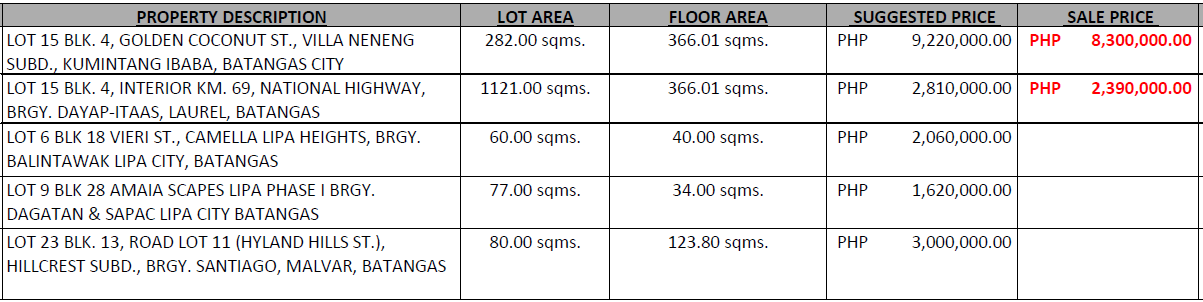 PROPERTY DESCRIPTION LOT AREA FLOOR AREA SUGGESTED PRICE SALE PRICE
LOT 15 BLK. 4, GOLDEN COCONUT ST., VILLA NENENG 282.00 sqms. 366.01 sqms. PHP 9,220,000.00 PHP 8,300,000.00
SUBD., KUMINTANG IBABA, BATANGAS CITY
LOT 15 BLK. 4, INTERIOR KM. 69, NATIONAL HIGHWAY, 1121.00 sqms. 366.01 sqms. PHP 2,810,000.00 PHP 2,390,000.00
BRGY. DAYAP-ITAAS, LAUREL, BATANGAS
LOT 6 BLK 18 VIERI ST., CAMELLA LIPA HEIGHTS, BRGY. 60.00 sqms. 40.00 sqms. PHP 2,060,000.00
BALINTAWAK LIPA CITY, BATANGAS
LOT 9 BLK 28 AMAIA SCAPES LIPA PHASE I BRGY. 77.00 sqms. 34.00 sqms. PHP 1,620,000.00
DAGATAN & SAPAC LIPA CITY BATANGAS
LOT 23 BLK. 13, ROAD LOT 11 (HYLAND HILLS ST.), 80.00 sqms. 123.80 sqms. PHP 3,000,000.00
HILLCREST SUBD., BRGY. SANTIAGO, MALVAR, BATANGAS